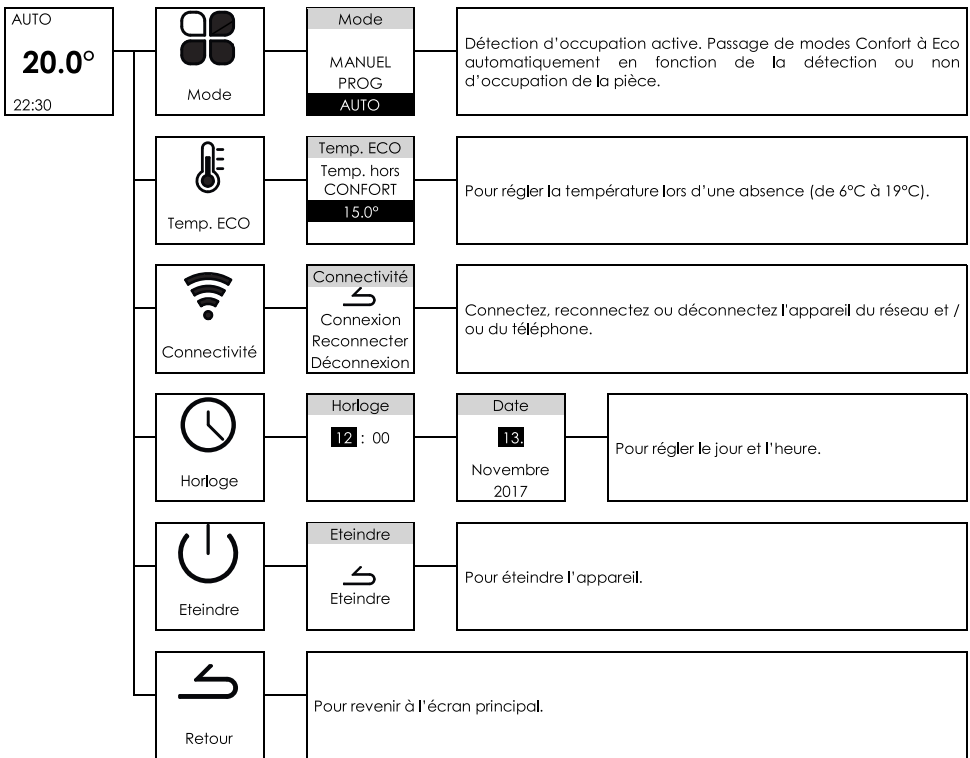 AUTO
20.0°
22:30
Mode
Mode
MANUEL
PROG
AUTO
Détection d'occupation active. Passage de modes Confort à Eco
automatiquement en fonction de la détection ou non
d'occupation de la pièce.
Temp. ECO
Temp. ECO
Temp. hors
CONFORT
15.0°
Pour régler la température lors d'une absence (de 6°C à 19°C).
Connectivité
Connectivité
Connexion
Reconnecter
Déconnexion
Connectez, reconnectez ou déconnectez l'appareil du réseau et /
ou du téléphone.
Horloge
Horloge
12 : 00
Date
13.
Novembre
2017
Pour régler le jour et l'heure.
Eteindre
Eteindre
Eteindre
Pour éteindre l'appareil.
Retour
Pour revenir à l'écran principal.